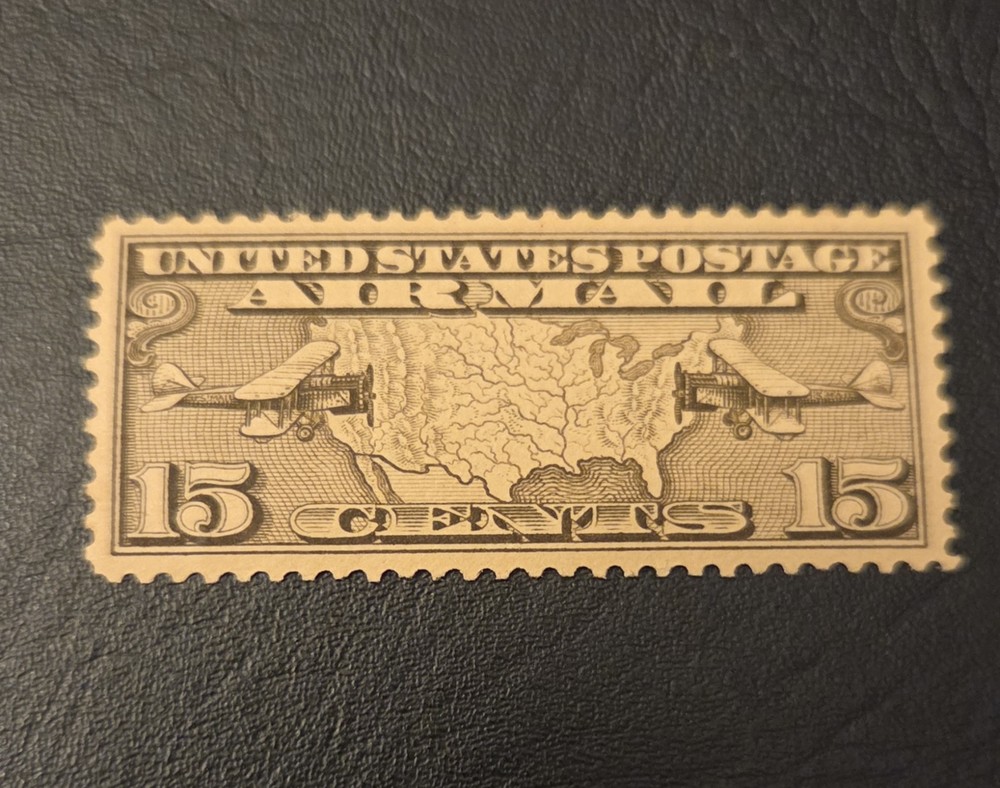 UNITED STATES POSTAGE
AIR MAIL
15 CENTS 15